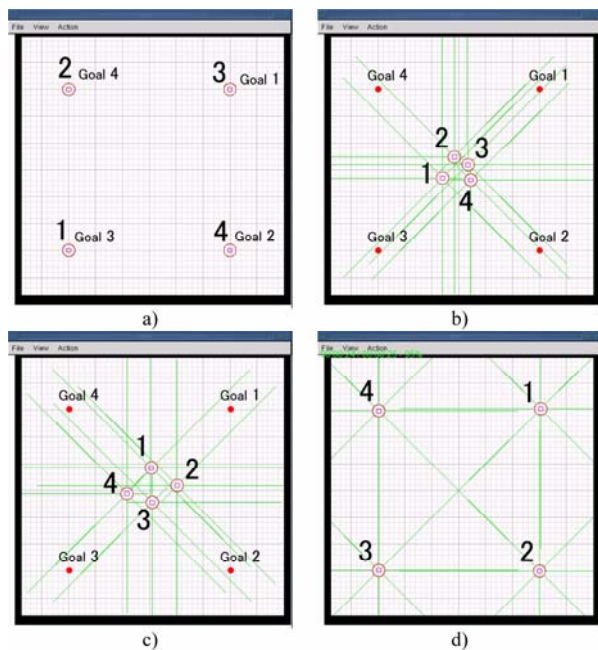 File View Action
2 Goal 4 3 Goal 1
1 Goal 3 4 Goal 2
a)
File View Action
Goal 4 Goal 1
2 3
1 4
Goal 3 Goal 2
b)
File View Action
Goal 4 Goal 1
1
4 2
3
Goal 3 Goal 2
c)
File View Action
4 1
3 2
d)